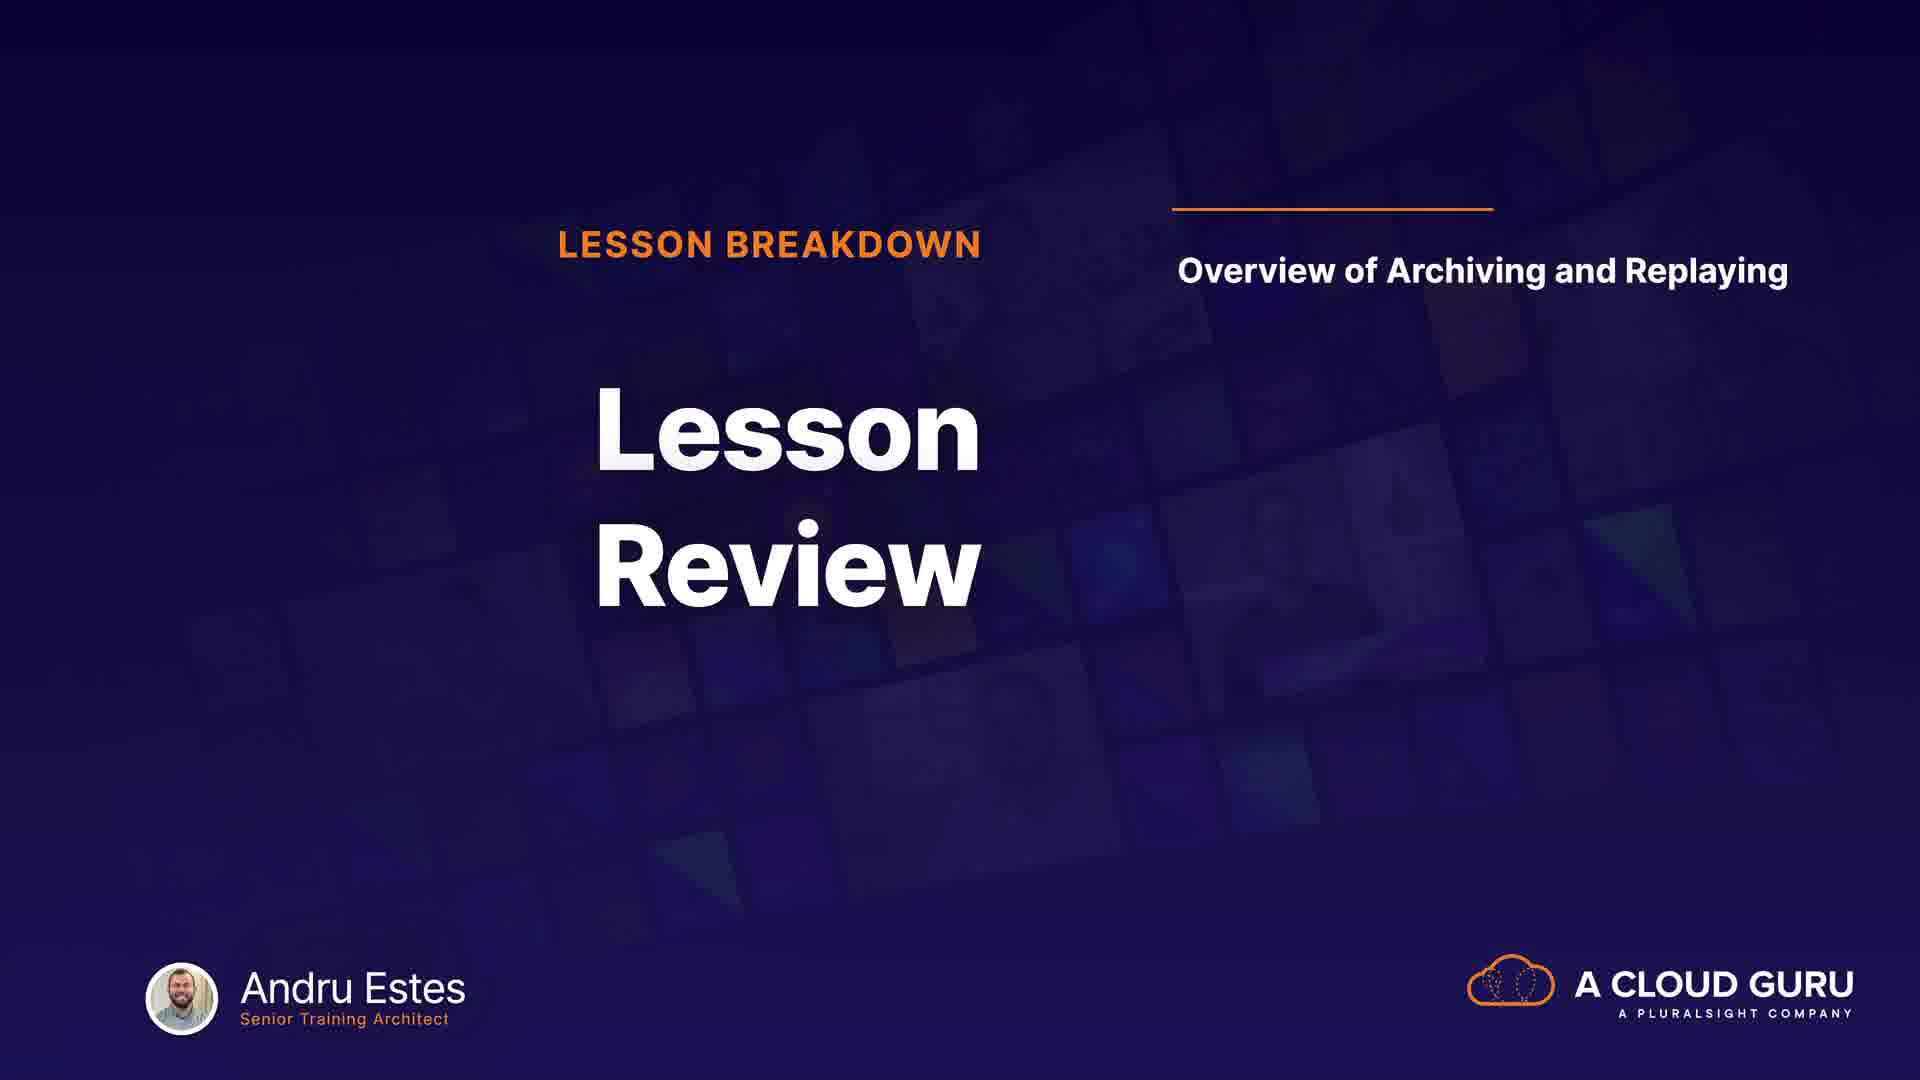 LESSON BREAKDOWN
Lesson
Review
Overview of Archiving and Replaying
Andru Estes
Senior Training Architect
A CLOUD GURU
A PLURALSIGHT COMPANY